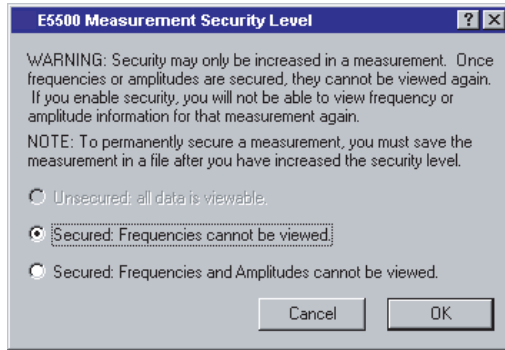 E5500 Measurement Security Level
WARNING: Security may only be increased in a measurement. Once
frequencies or amplitudes are secured, they cannot be viewed again.
If you enable security, you will not be able to view frequency or
amplitude information for that measurement again.
NOTE: To permanently secure a measurement, you must save the
measurement in a file after you have increased the security level.
Unsecured: all data is viewable.
Secured: Frequencies cannot be viewed.
Secured: Frequencies and Amplitudes cannot be viewed.
Cancel OK